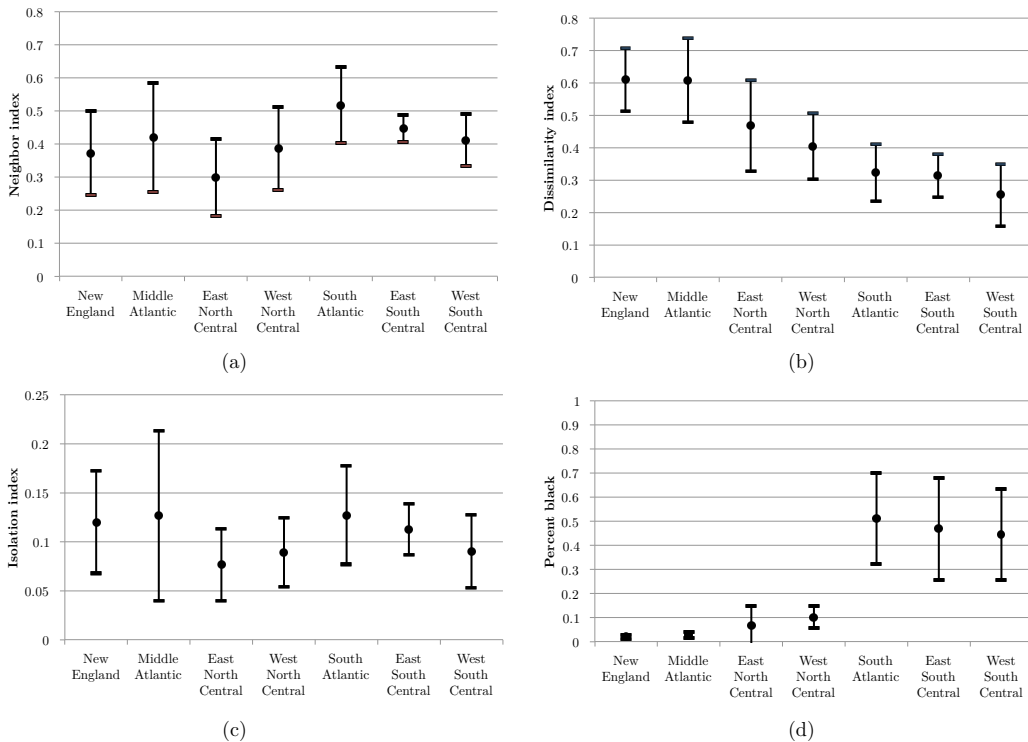 0.8
0.7
0.6
0.5
0.4
0.3
0.2
0.1
0
Neighbor index
New
England
Middle
Atlantic
East
North
Central
West
North
Central
South
Atlantic
East
South
Central
West
South
Central
(a)
0.8
0.7
0.6
0.5
0.4
0.3
0.2
0.1
0
Dissimilarity index
New
England
Middle
Atlantic
East
North
Central
West
North
Central
South
Atlantic
East
South
Central
West
South
Central
(b)
0.25
0.2
0.15
0.1
0.05
0
Isolation index
New
England
Middle
Atlantic
East
North
Central
West
North
Central
South
Atlantic
East
South
Central
West
South
Central
(c)
1
0.9
0.8
0.7
0.6
0.5
0.4
0.3
0.2
0.1
0
Percent black
New
England
Middle
Atlantic
East
North
Central
West
North
Central
South
Atlantic
East
South
Central
West
South
Central
(d)